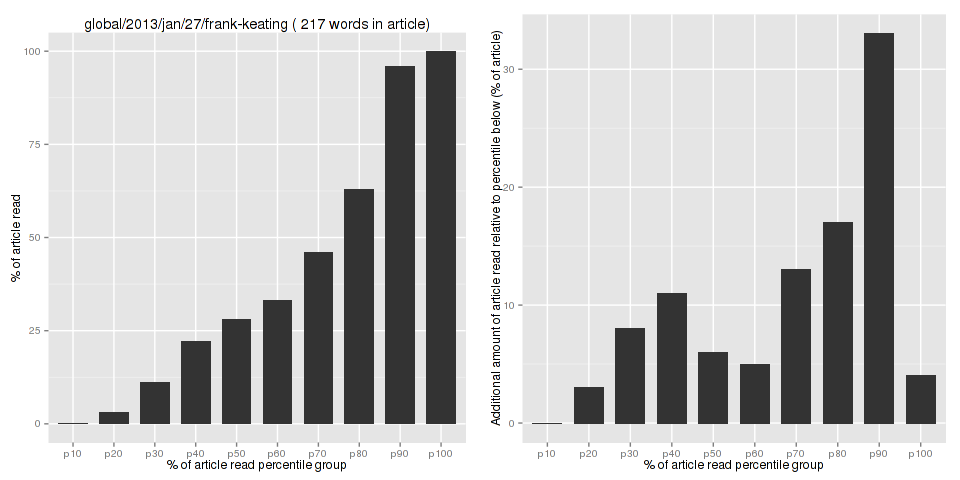 global/2013/jan/27/frank-keating ( 217 words in article)
% of article read
100
75
50
25
0
p10 p20 p30 p40 p50 p60 p70 p80 p90 p100
% of article read percentile group
Additional amount of article read relative to percentile below (% of article)
30
20
10
0
p10 p20 p30 p40 p50 p60 p70 p80 p90 p100
% of article read percentile group